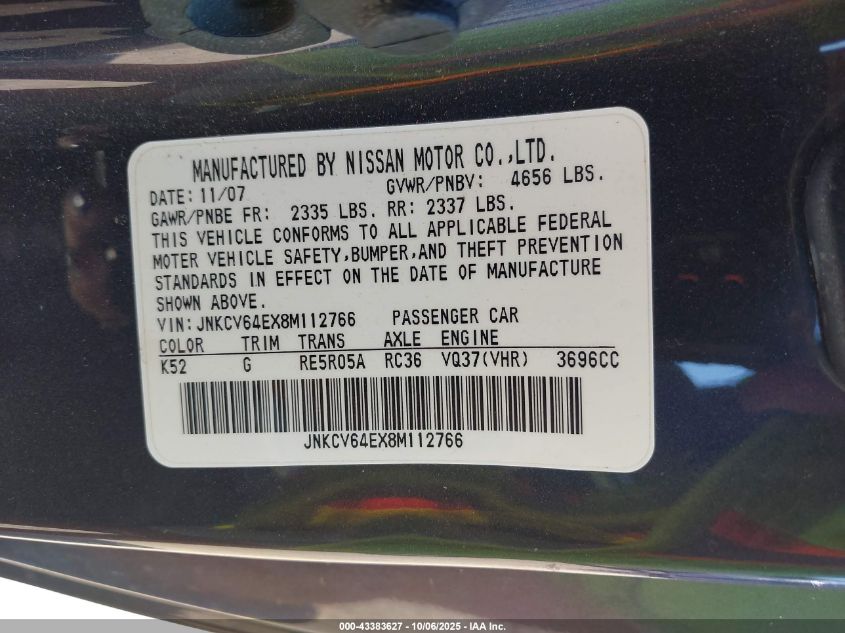 MANUFACTURED BY NISSAN MOTOR CO.,LTD.
DATE: 11/07 GVWR/PNBV: 4656 LBS.
GAWR/PNBE FR: 2335 LBS. RR: 2337 LBS.
THIS VEHICLE CONFORMS TO ALL APPLICABLE FEDERAL
MOTER VEHICLE SAFETY,BUMPER,AND THEFT PREVENTION
STANDARDS IN EFFECT ON THE DATE OF MANUFACTURE
SHOWN ABOVE.
VIN: JNKCV64EX8M112766 PASSENGER CAR
COLOR TRIM TRANS AXLE ENGINE
K52 G RE5R05A RC36 VQ37(VHR) 3696CC
JNKCV64EX8M112766
000-43383627 - 10/06/2025 - IAA Inc.